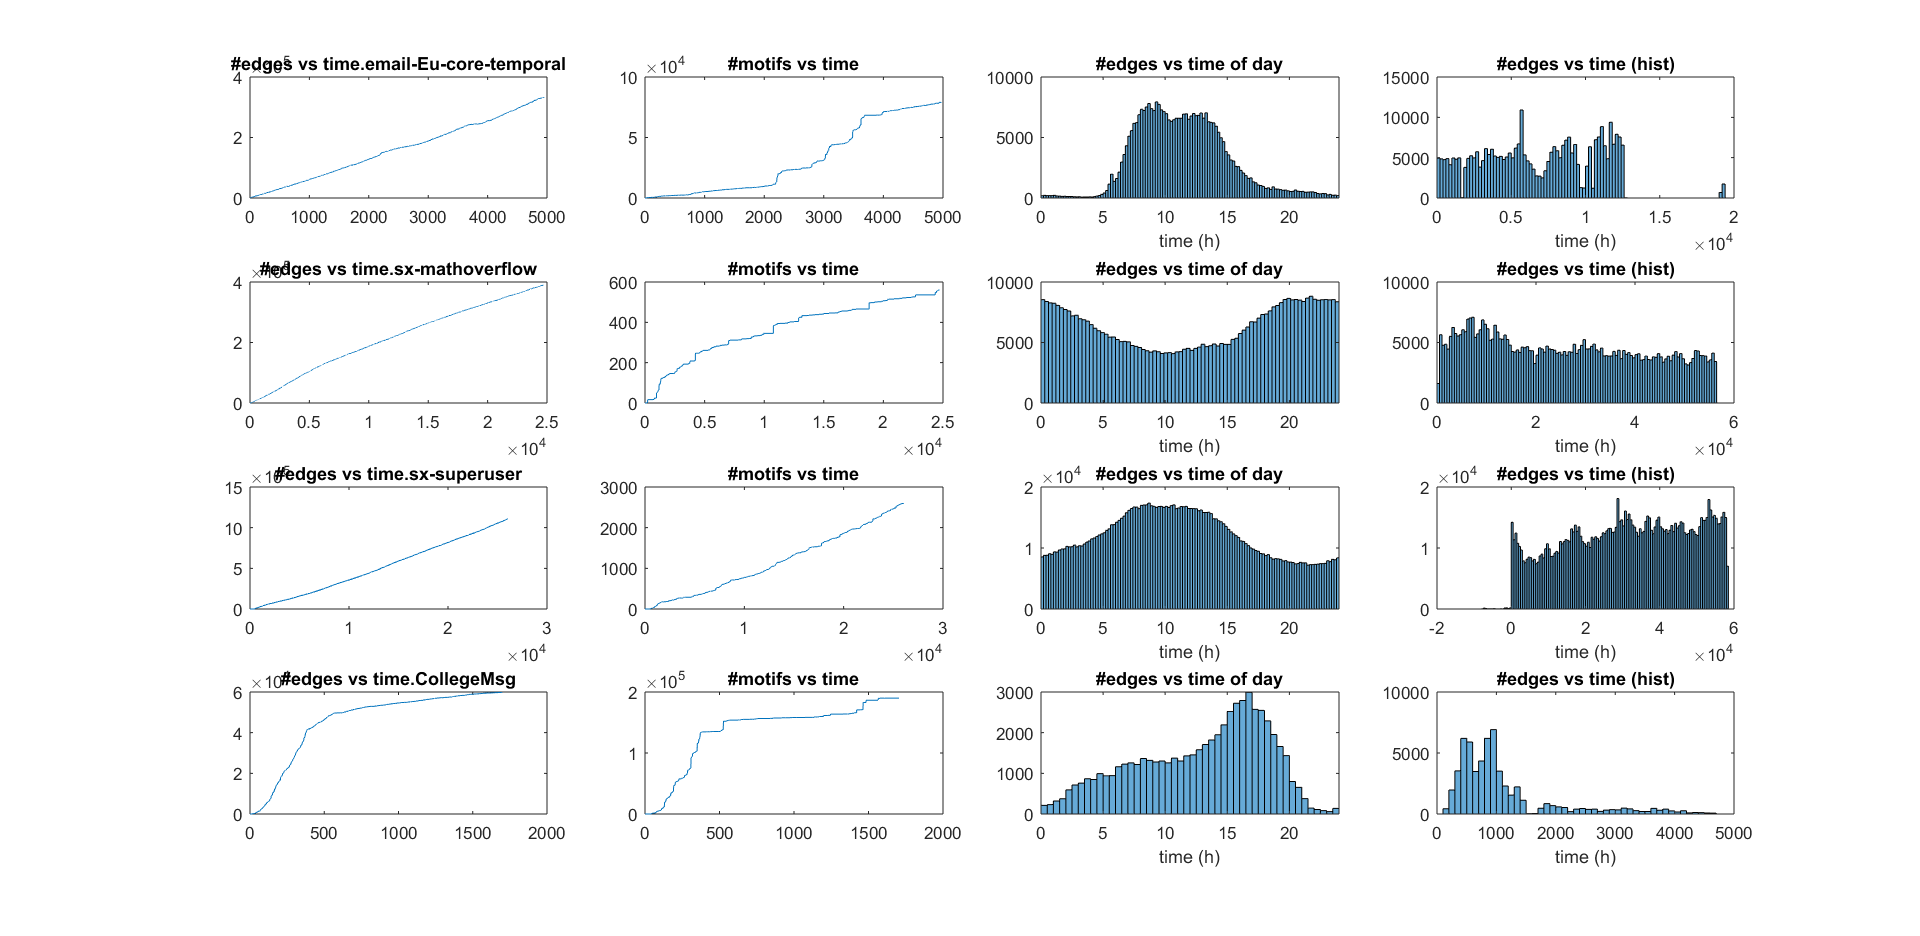 #edges vs time.email-Eu-core-temporal
#motifs vs time
#edges vs time of day
#edges vs time (hist)
4
2
0
0 1000 2000 3000 4000 5000
×10^4
10
5
0
0 1000 2000 3000 4000 5000
10000
5000
0
0 5 10 15 20
time (h)
15000
10000
5000
0
0 0.5 1 1.5 2
time (h)
×10^4
#edges vs time.sx-mathoverflow
#motifs vs time
#edges vs time of day
#edges vs time (hist)
4
2
0
0 0.5 1 1.5 2 2.5
×10^4
600
400
200
0
0 0.5 1 1.5 2 2.5
×10^4
10000
5000
0
0 5 10 15 20
time (h)
10000
5000
0
0 2 4 6
time (h)
×10^4
#edges vs time.sx-superuser
#motifs vs time
#edges vs time of day
#edges vs time (hist)
15
10
5
0
0 1 2 3
×10^4
3000
2000
1000
0
0 1 2 3
×10^4
×10^4
2
1
0
0 5 10 15 20
time (h)
×10^4
2
1
0
-2 0 2 4 6
time (h)
×10^4
#edges vs time.CollegeMsg
#motifs vs time
#edges vs time of day
#edges vs time (hist)
6
4
2
0
0 500 1000 1500 2000
×10^5
2
1
0
0 500 1000 1500 2000
3000
2000
1000
0
0 5 10 15 20
time (h)
10000
5000
0
0 1000 2000 3000 4000 5000
time (h)